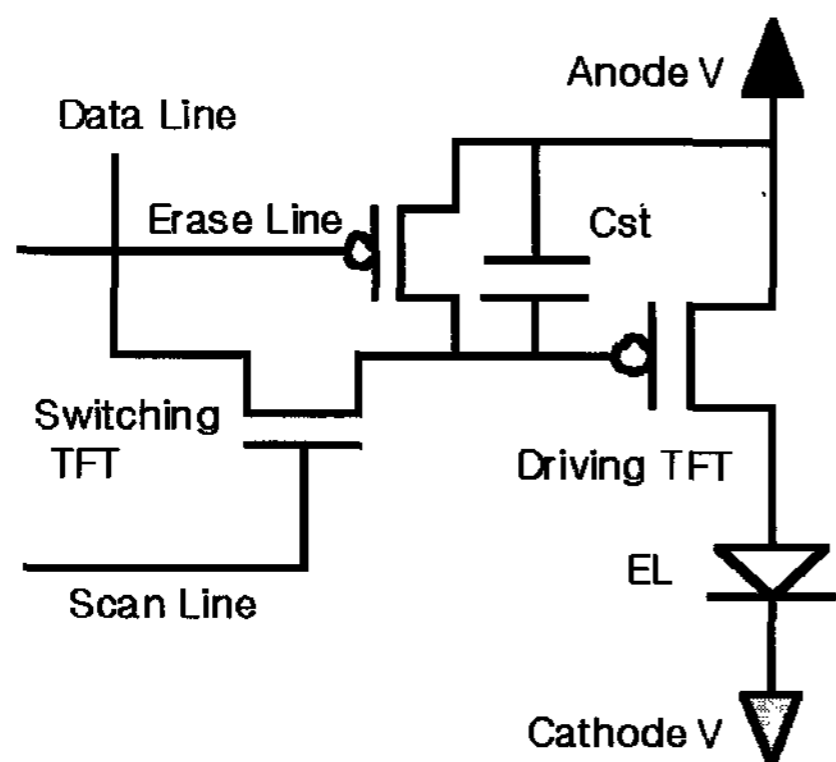 Anode V
Data Line
Erase Line
Cst
Switching
TFT
Driving TFT
EL
Scan Line
Cathode V